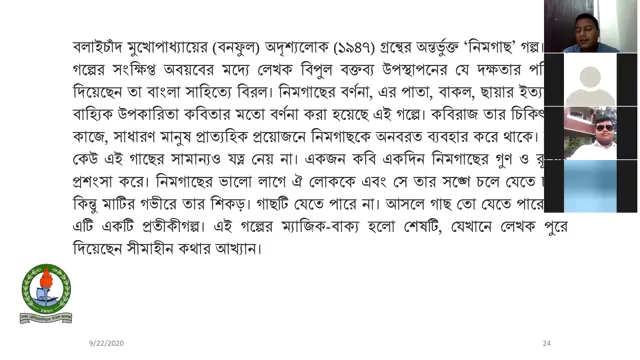 বলাইচাঁদ মুখোপাধ্যায়ের (বনফুল) অদৃশ্যলোক (১৯৪৭) গ্রন্থের অন্তর্ভুক্ত ‘নিমগাছ’ গল্প।
গল্পের সংক্ষিপ্ত অবয়বের মধ্যে লেখক বিপুল বক্তব্য উপস্থাপনের যে দক্ষতার
দিয়েছেন তা বাংলা সাহিত্যে বিরল। নিমগাছের বর্ণনা, এর পাতা, বাকল, ছায়ার
বাহ্যিক উপকারিতা কবিতার মতো বর্ণনা করা হয়েছে এই গল্পে। কবিরাজ তার
কাজে, সাধারণ মানুষ প্রাত্যহিক প্রয়োজনে নিমগাছকে অনবরত ব্যবহার করে থাকে।
কেউ এই গাছের সামান্যও যত্ন নেয় না। একজন কবি একদিন নিমগাছের গুণ ও
প্রশংসা করে। নিমগাছের ভালো লাগে ঐ লোককে এবং সে তার সঙ্গে চলে যেতে
কিন্তু মাটির গভীরে তার শিকড়। গাছটি যেতে পারে না। আসলে গাছ তো যেতে পারে
এটি একটি প্রতীকীগল্প। এই গল্পের ম্যাজিক-বাক্য হলো শেষটি, যেখানে লেখক পুরে
দিয়েছেন সীমাহীন কথার আখ্যান।
9/22/2020
24